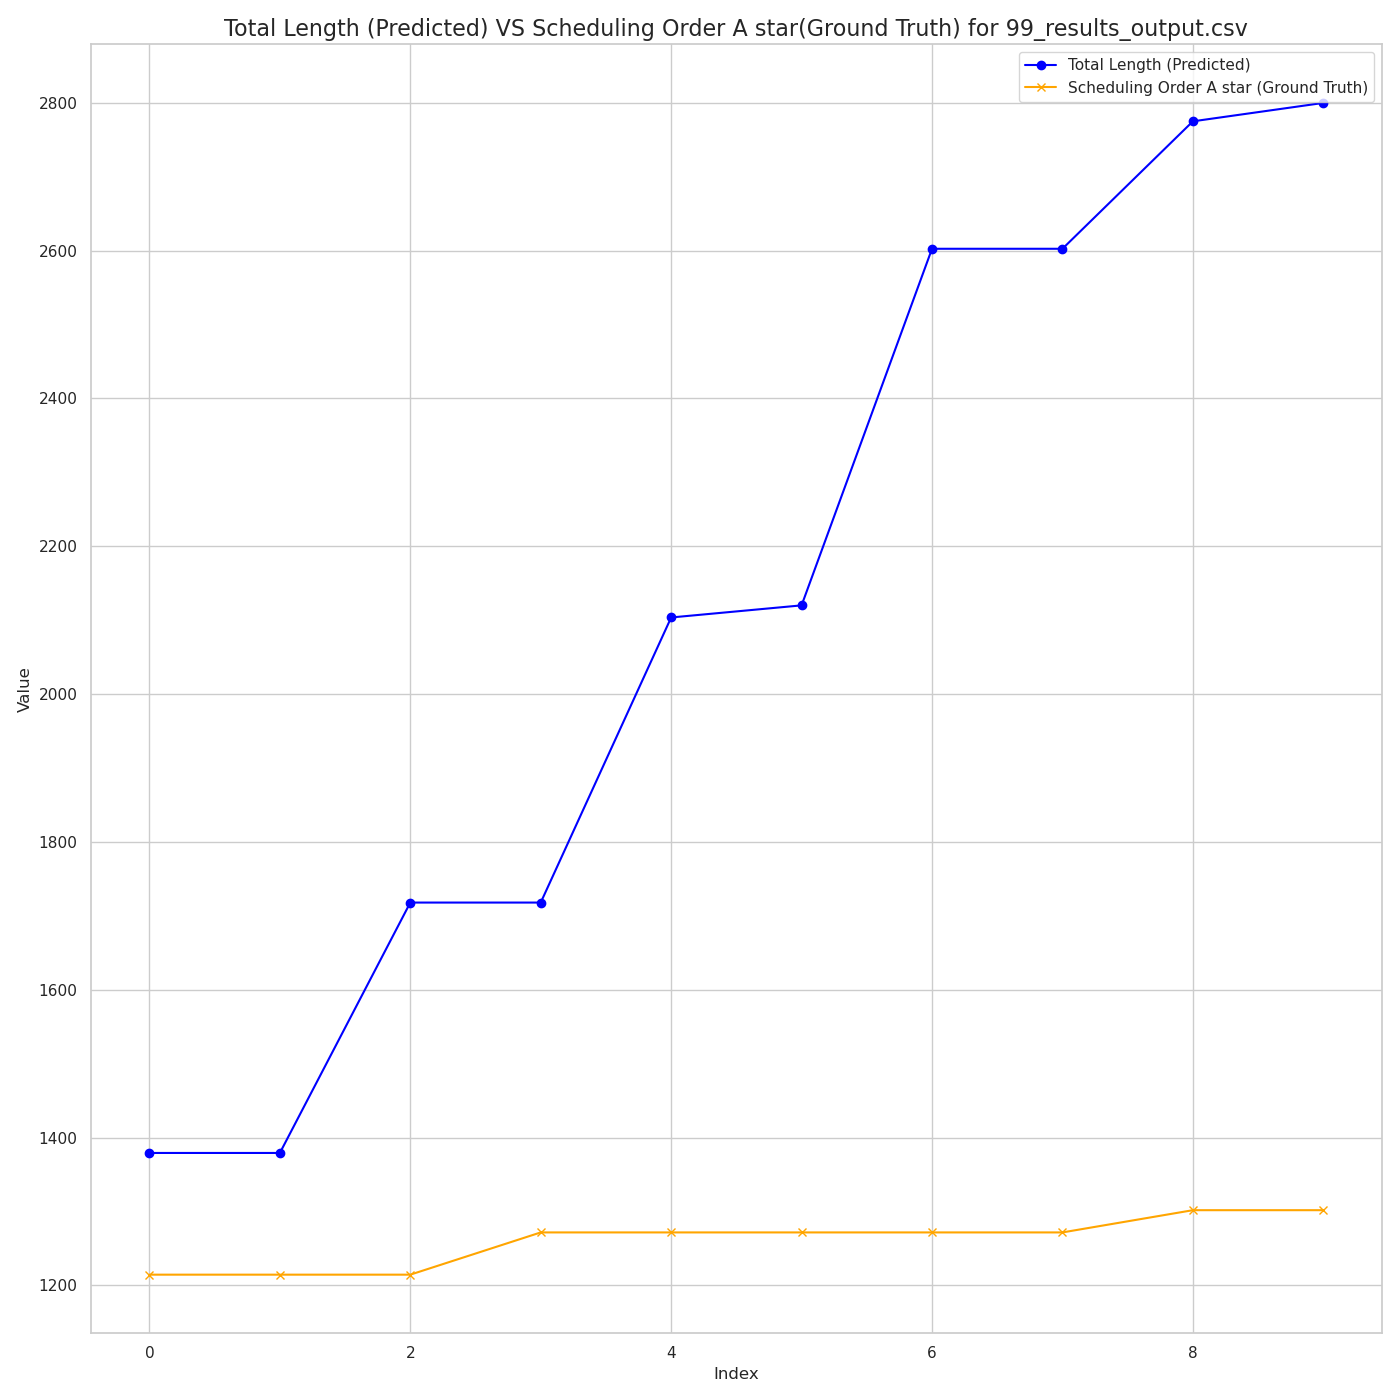 Total Length (Predicted) VS Scheduling Order A star(Ground Truth) for 99_results_output.csv
Total Length (Predicted)
Scheduling Order A star (Ground Truth)
2800
2600
2400
2200
2000
1800
1600
1400
1200
Value
0 2 4 6 8
Index